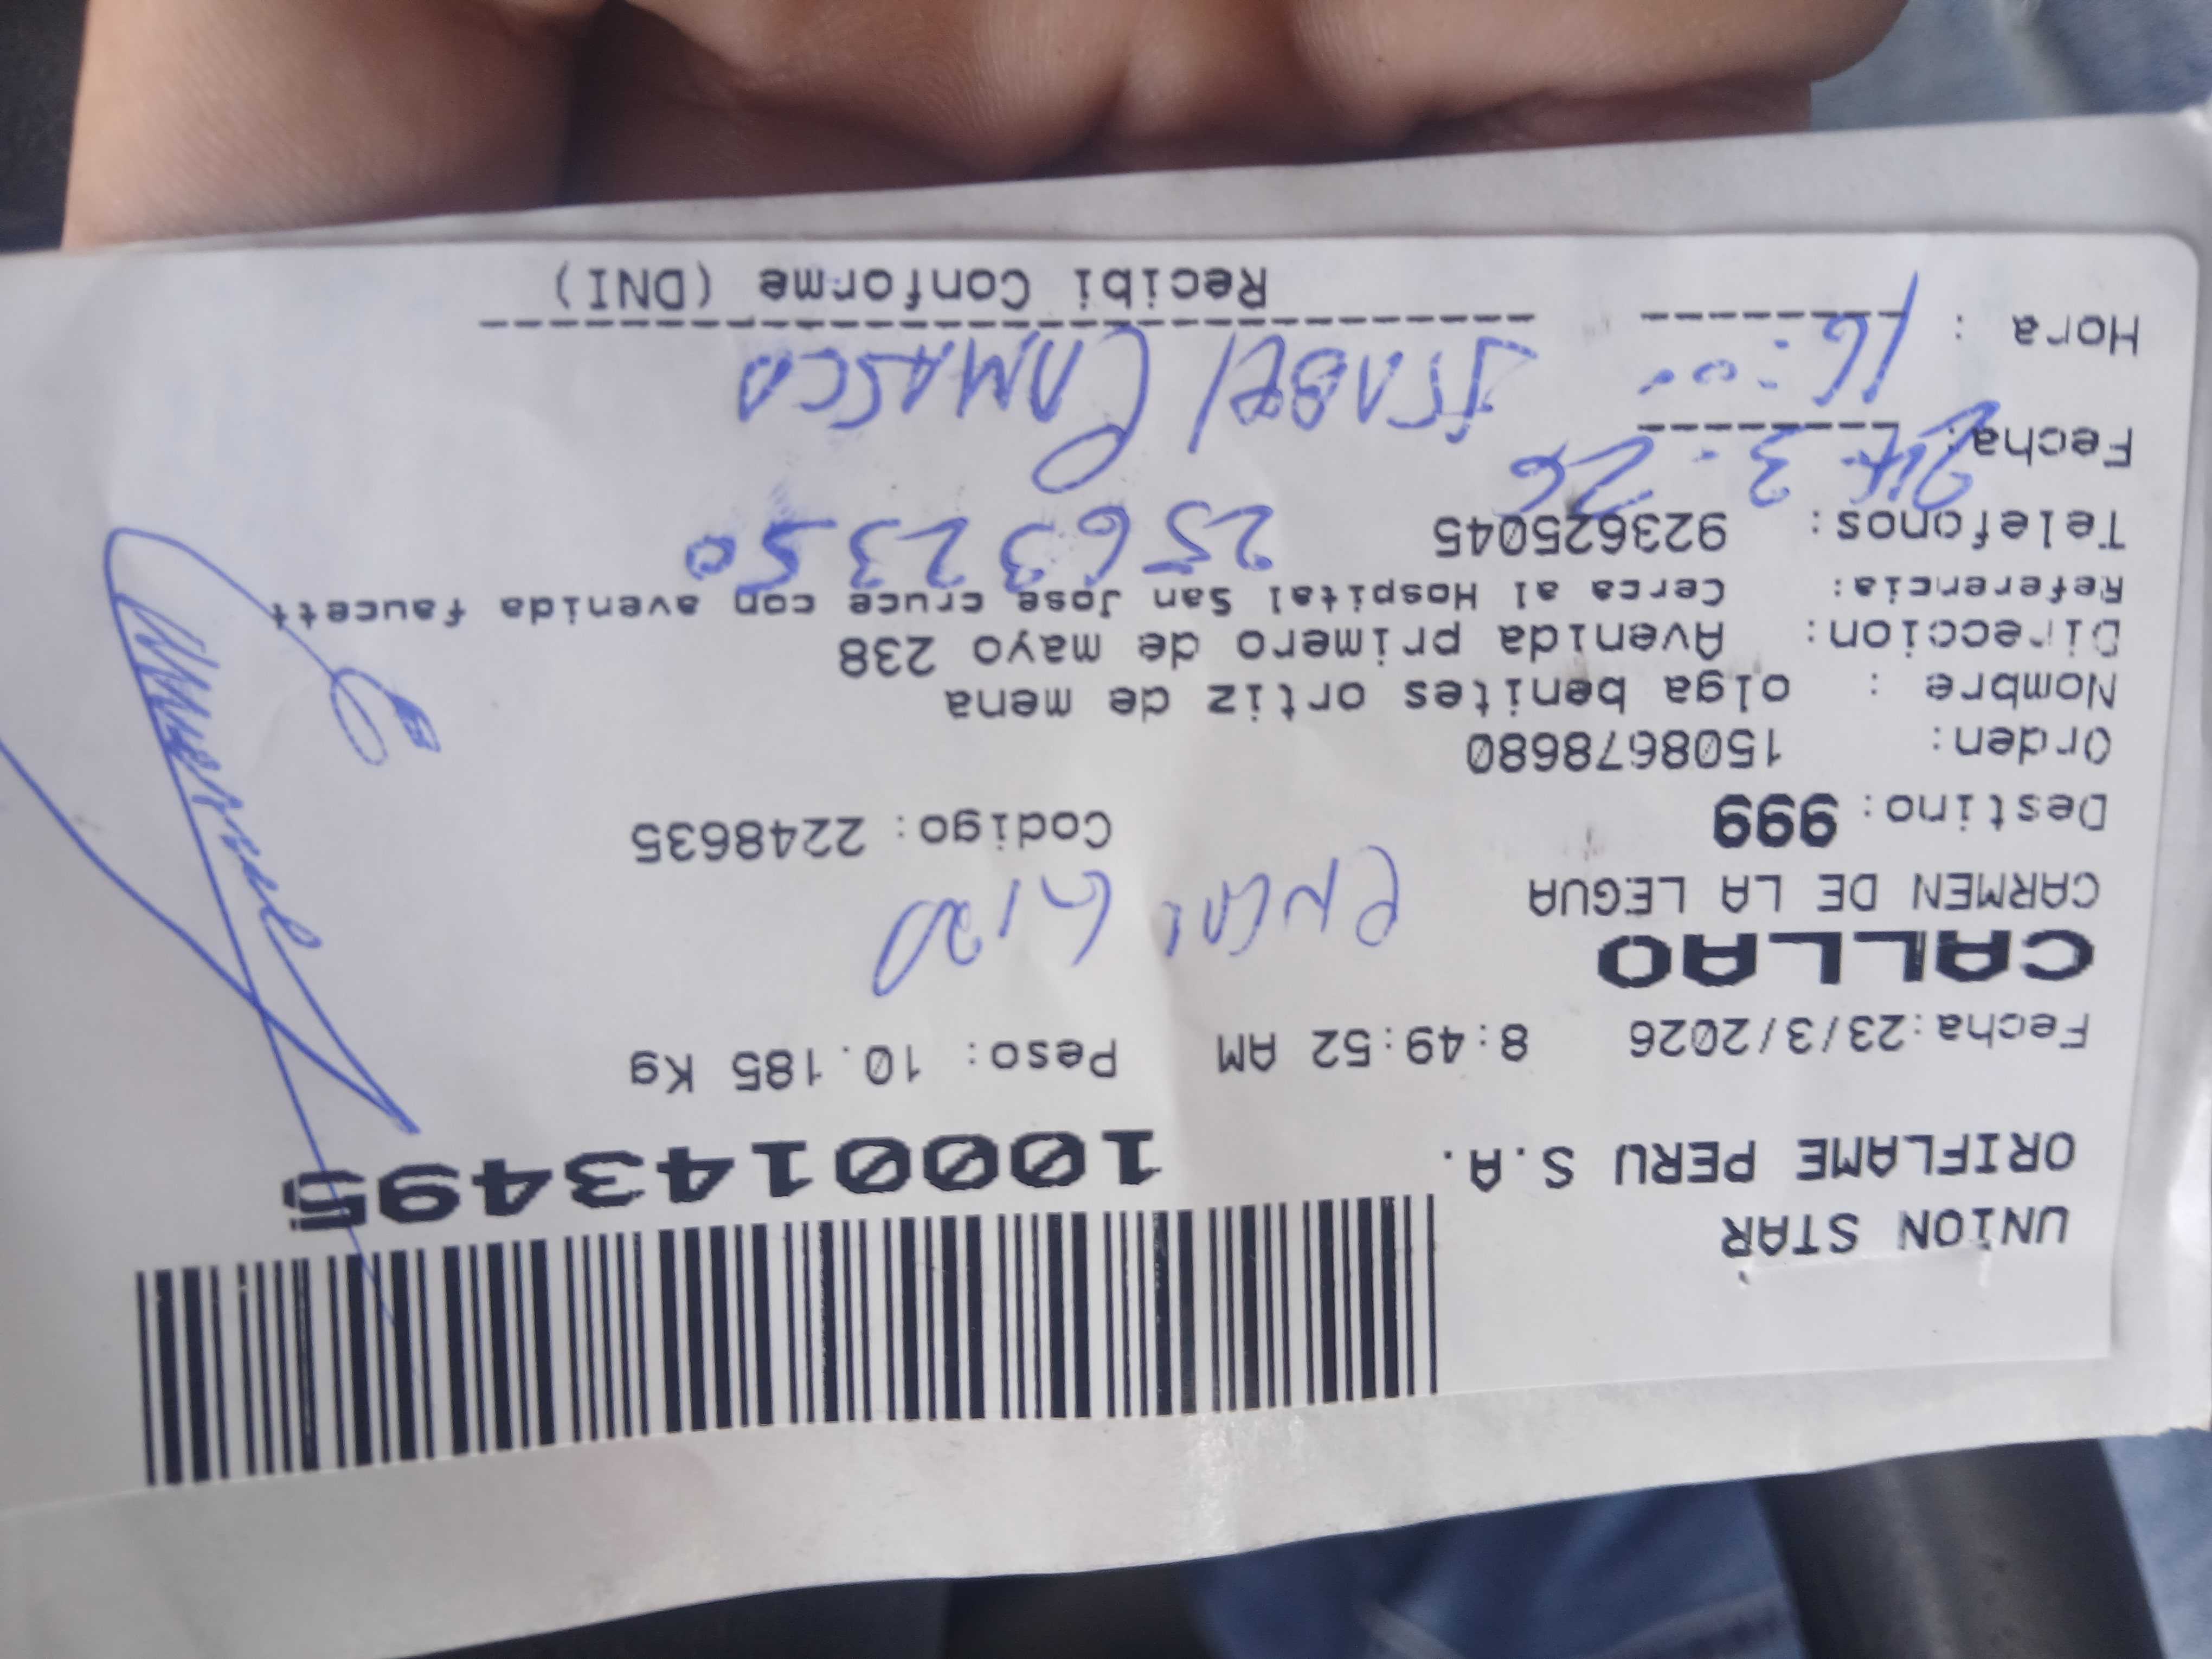 UNION STAR
ORIFLAME PERU S.A.
1000143495
Fecha:23/3/2026 8:49:52 AM Peso: 10.185 Kg
CALLAO
CARMEN DE LA LEGUA
Destino: 999 Codigo: 2248635
Orden: 1508678680
Nombre : olga benites ortiz de mena
Direccion: Avenida primero de mayo 238
Referencia: Cerca al Hospital San Jose cruce con avenida faucett
Telefonos: 923625045
25632350
Fecha: 24-3-26
ISABEL CAMASCA
Hora : 16:00
Recibi Conforme (DNI)